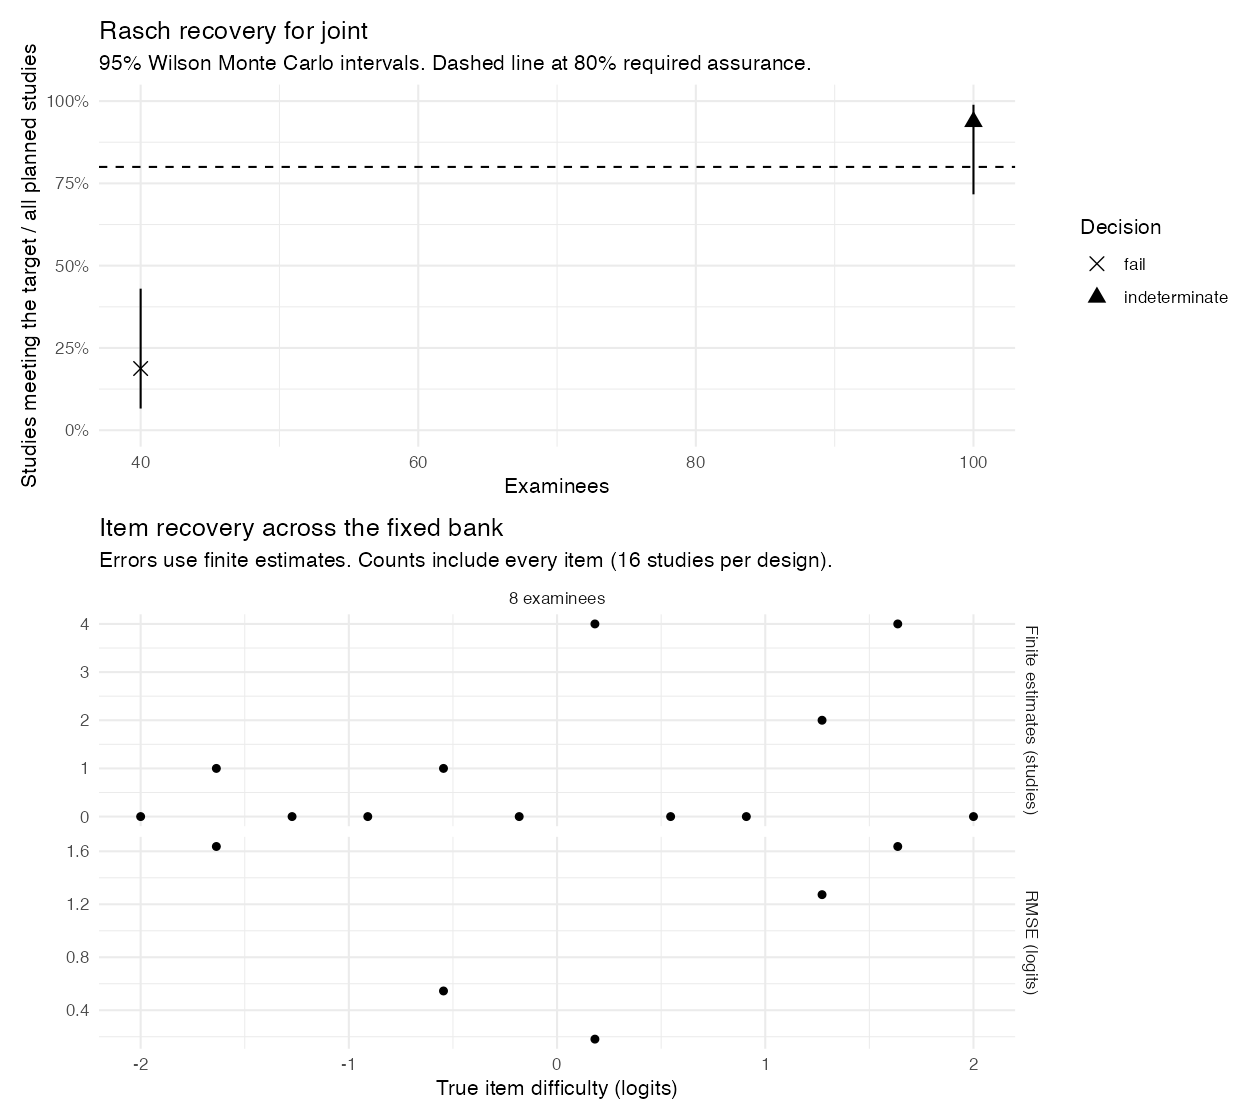 Rasch recovery for joint
95% Wilson Monte Carlo intervals. Dashed line at 80% required assurance.
Studies meeting the target / all planned studies
100%
75%
50%
25%
0%
40
60
80
100
Examinees
Decision
fail
indeterminate
Item recovery across the fixed bank
Errors use finite estimates. Counts include every item (16 studies per design).
8 examinees
4
3
2
1
0
Finite estimates (studies)
1.6
1.2
0.8
0.4
RMSE (logits)
-2
-1
0
1
2
True item difficulty (logits)